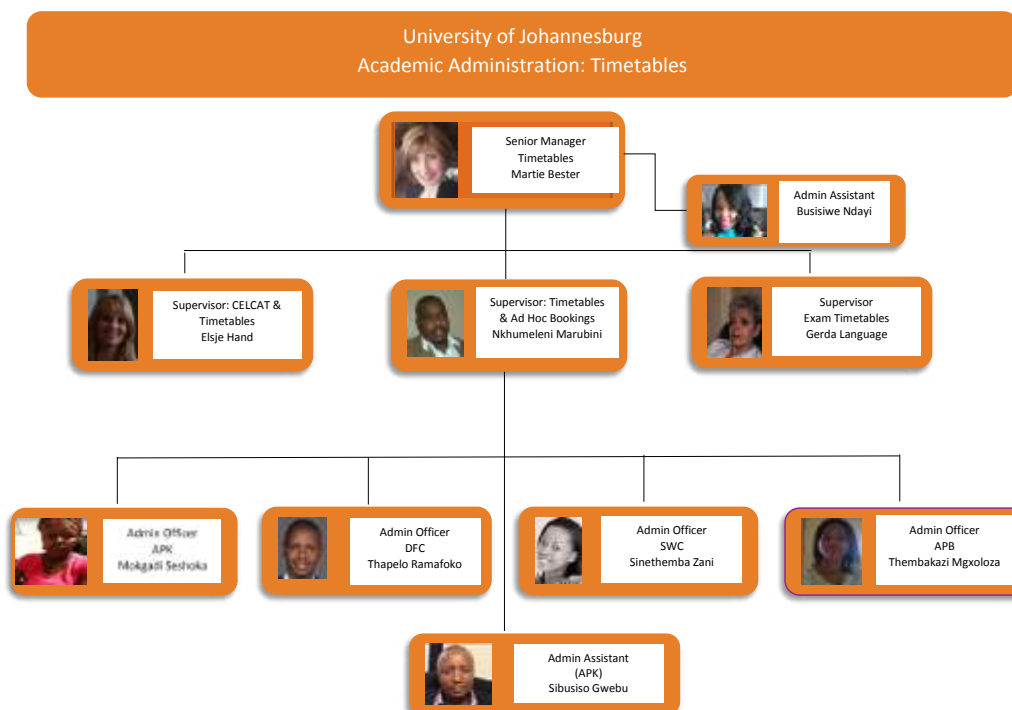 University of Johannesburg
Academic Administration: Timetables
Senior Manager
Timetables
Martie Bester
Admin Assistant
Busisiwe Ndayi
Supervisor: CELCAT &
Timetables
Elsje Hand
Supervisor: Timetables
& Ad Hoc Bookings
Nkhumeleni Marubini
Supervisor
Exam Timetables
Gerda Language
Admin Officer
APK
Mokgadi Seshoka
Admin Officer
DFC
Thapelo Ramafoko
Admin Officer
SWC
Sinethemba Zani
Admin Officer
APB
Thembakazi Mgxoloza
Admin Assistant
(APK)
Sibusiso Gwebu